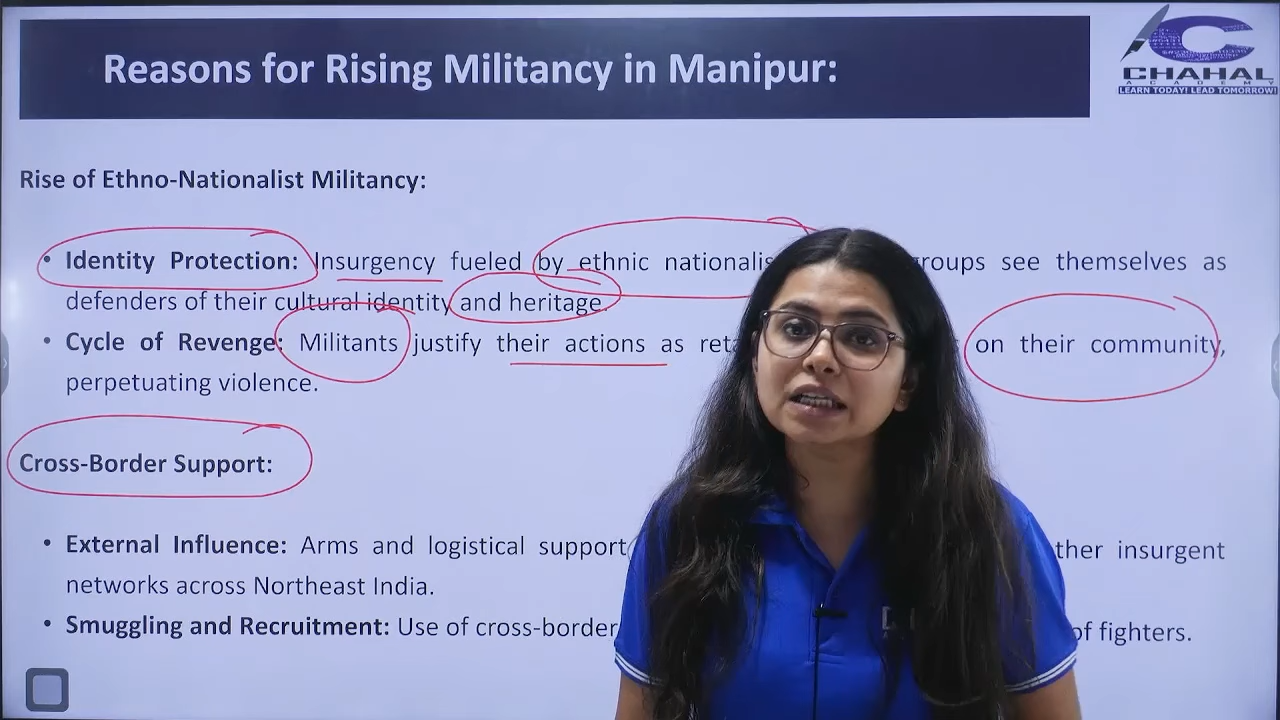 Reasons for Rising Militancy in Manipur:
CHAHAL
ACADEMY
LEARN TODAY! LEAD TOMORROW!
Rise of Ethno-Nationalist Militancy:
• Identity Protection: Insurgency fueled by ethnic groups see themselves as
defenders of their cultural identity and heritage.
• Cycle of Revenge: Militants justify their actions as on their community,
perpetuating violence.
Cross-Border Support:
• External Influence: Arms and logistical support insurgent
networks across Northeast India.
• Smuggling and Recruitment: Use of cross-border of fighters.